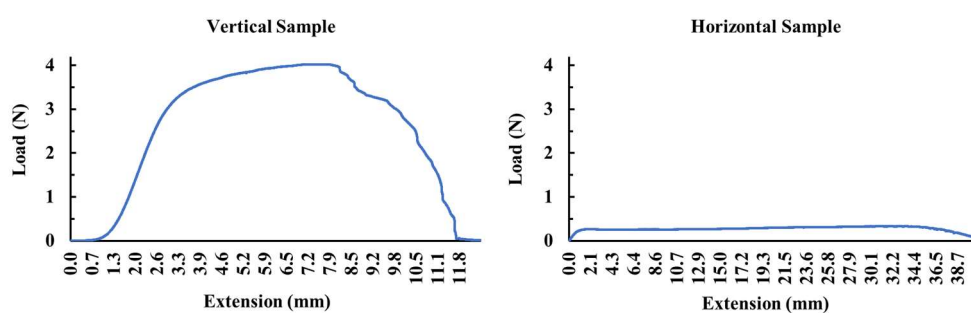 Vertical Sample
Load (N)
4
3
2
1
0
0.0 0.7 1.3 2.0 2.6 3.3 3.9 4.6 5.2 5.9 6.5 7.2 7.9 8.5 9.2 9.8 10.5 11.1 11.8
Extension (mm)
Horizontal Sample
Load (N)
4
3
2
1
0
0.0 2.1 4.3 6.4 8.6 10.7 12.9 15.0 17.2 19.3 21.5 23.6 25.8 27.9 30.1 32.2 34.4 36.5 38.7
Extension (mm)